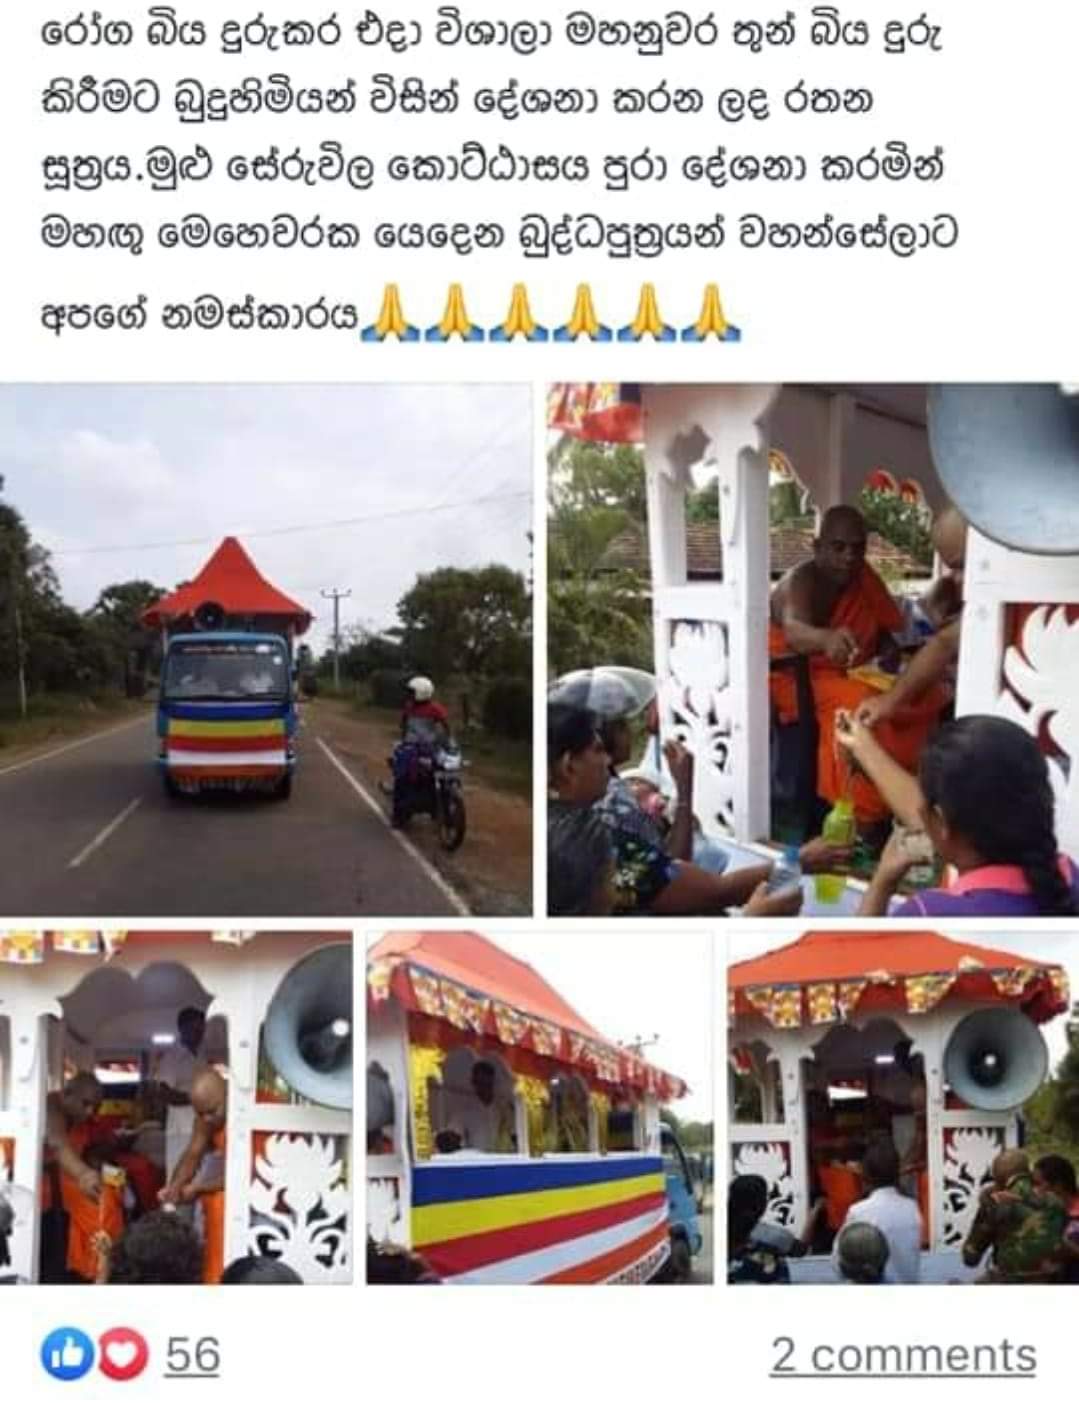 රෝග බිය දුරුකර එදා විශාලා මහනුවර තුන් බිය දුරු
කිරීමට බුදුහිමියන් විසින් දේශනා කරන ලද රතන
සූත්‍රය.මුළු සේරුවිල කොට්ඨාසය පුරා දේශනා කරමින්
මහඟු මෙහෙවරක යෙදෙන බුද්ධපුත්‍රයන් වහන්සේලාට
අපගේ නමස්කාරය🙏🙏🙏🙏🙏🙏
56
2 comments